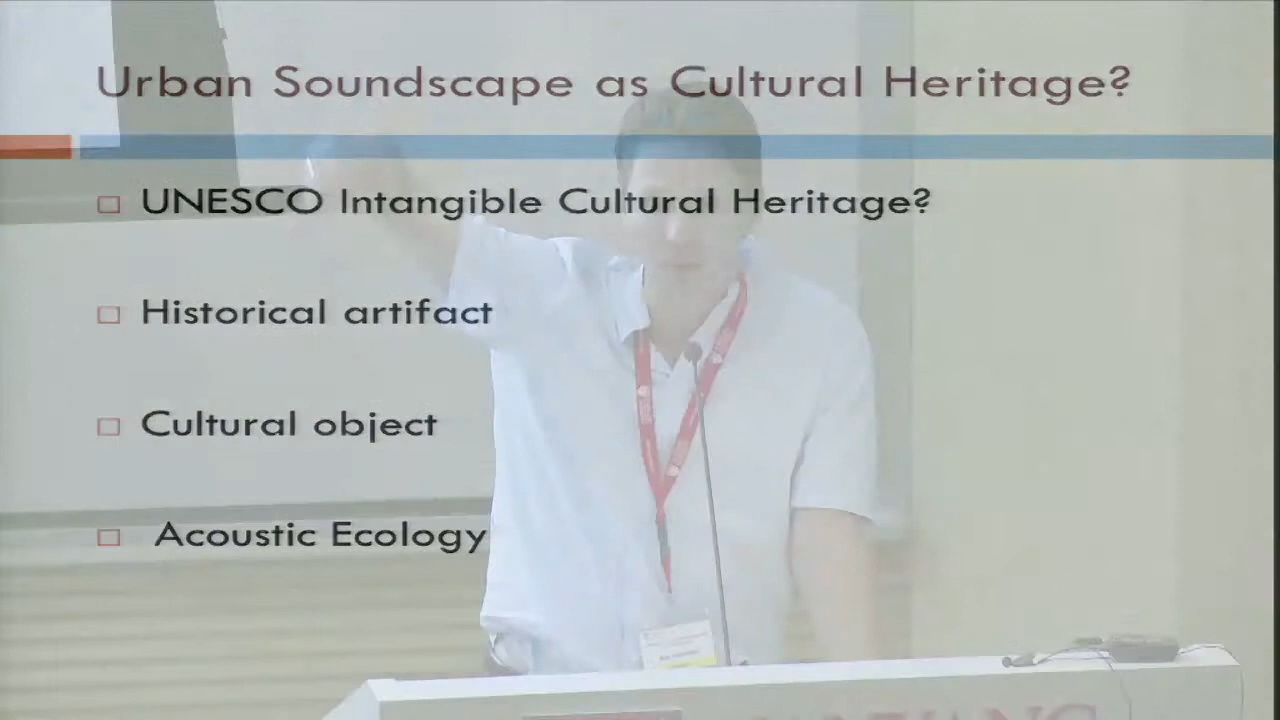 Urban Soundscape as Cultural Heritage?
UNESCO Intangible Cultural Heritage?
Historical artifact
Cultural object
Acoustic Ecology